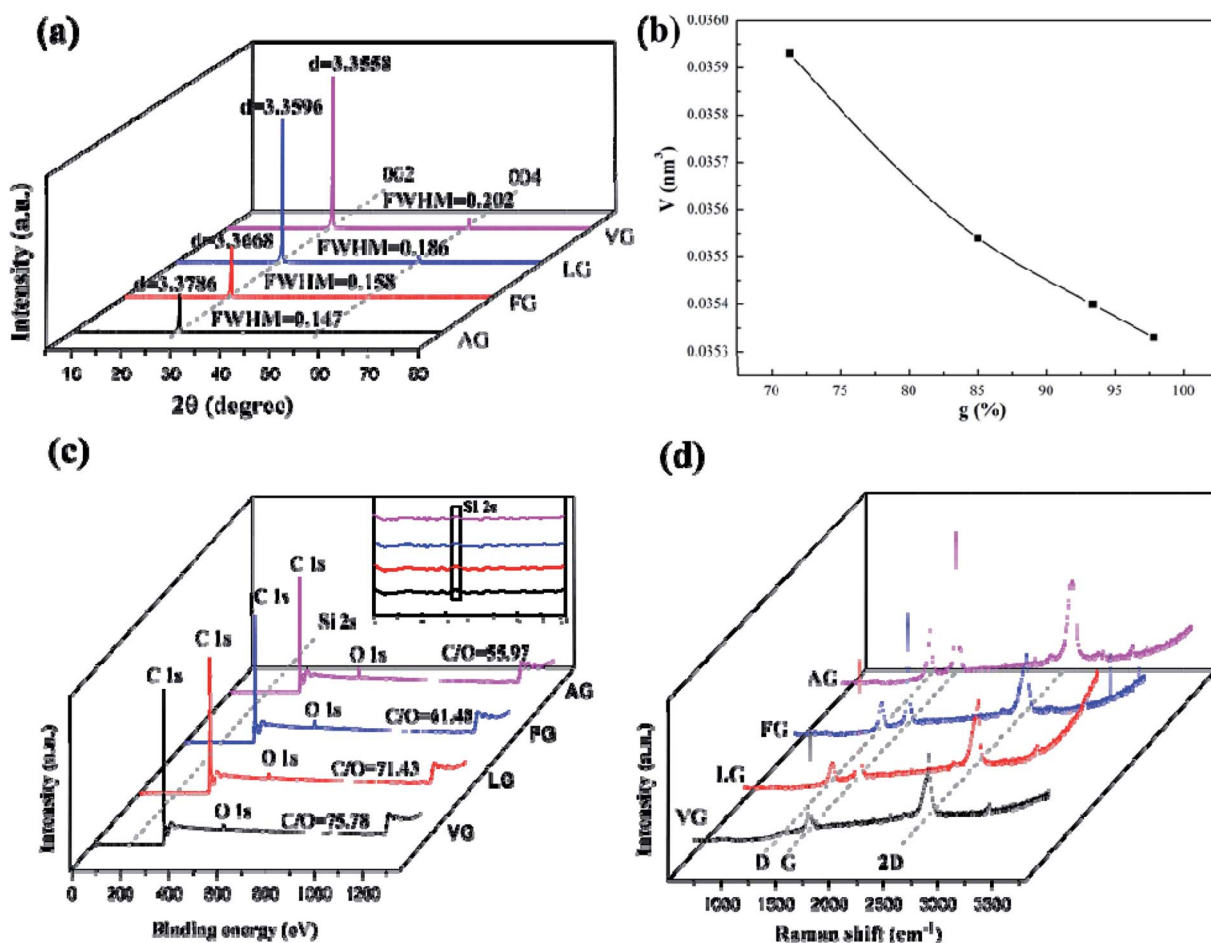 (a)
d=3.3558
d=3.3596
002
004
FWHM=0.202
d=3.3668
VG
FWHM=0.186
d=3.3786
LG
FWHM=0.158
FG
FWHM=0.147
AG
Intensity (a.u.)
10 20 30 40 50 60 70 80
2θ (degree)
(b)
0.0360
0.0359
0.0358
0.0357
0.0356
0.0355
0.0354
0.0353
V (nm³)
70 75 80 85 90 95 100
g (%)
(c)
Si 2s
C 1s
C 1s
Si 2s
C 1s
O 1s
C/O=55.97
C 1s
AG
O 1s
C/O=61.48
FG
O 1s
C/O=71.43
LG
O 1s
C/O=75.78
VG
Intensity (a.u.)
0 200 400 600 800 1000 1200
Binding energy (eV)
(d)
AG
FG
LG
VG
D G 2D
Intensity (a.u.)
1000 1500 2000 2500 3000 3500
Raman shift (cm⁻¹)